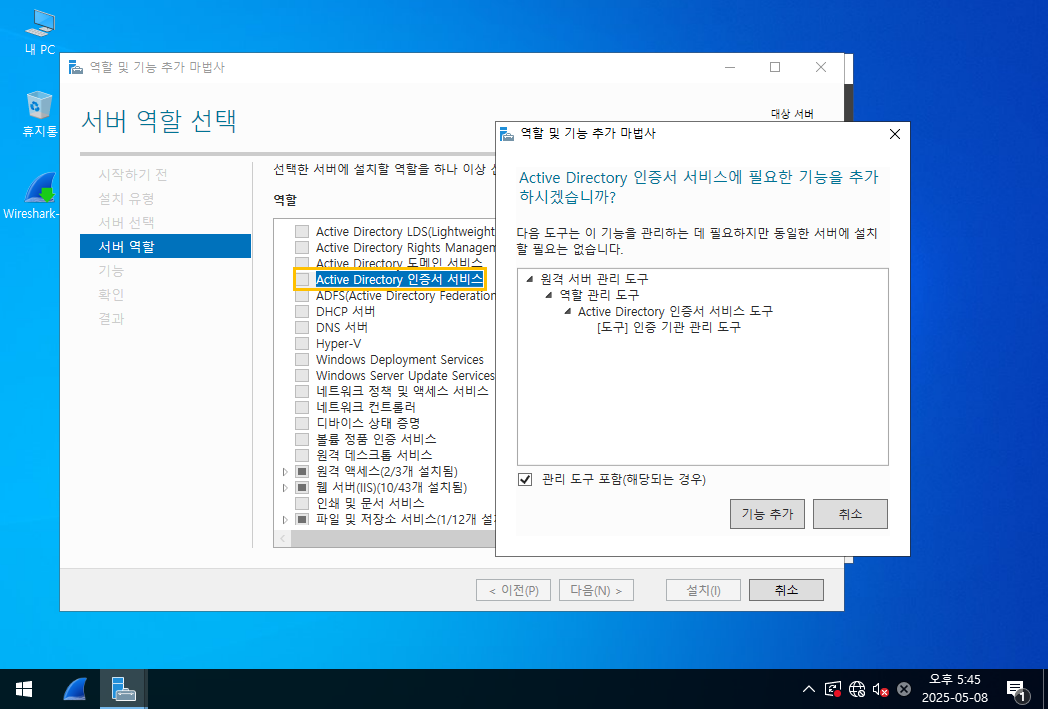 내 PC
휴지통
Wireshark-
역할 및 기능 추가 마법사
서버 역할 선택
대상 서버
시작하기 전
설치 유형
서버 선택
서버 역할
기능
확인
결과
선택한 서버에 설치할 역할을 하나 이상
역할
Active Directory LDS(Lightweight
Active Directory Rights Managem
Active Directory 도메인 서비스
Active Directory 인증서 서비스
ADFS(Active Directory Federation
DHCP 서버
DNS 서버
Hyper-V
Windows Deployment Services
Windows Server Update Services
네트워크 정책 및 액세스 서비스
네트워크 컨트롤러
디바이스 상태 증명
볼륨 정품 인증 서비스
원격 데스크톱 서비스
원격 액세스(2/3개 설치됨)
웹 서버(IIS)(10/43개 설치됨)
인쇄 및 문서 서비스
파일 및 저장소 서비스(1/12개 설치
< 이전(P)
다음(N) >
설치(I)
취소
역할 및 기능 추가 마법사
Active Directory 인증서 서비스에 필요한 기능을 추가
하시겠습니까?
다음 도구는 이 기능을 관리하는 데 필요하지만 동일한 서버에 설치
할 필요는 없습니다.
원격 서버 관리 도구
역할 관리 도구
Active Directory 인증서 서비스 도구
[도구] 인증 기관 관리 도구
관리 도구 포함(해당되는 경우)
기능 추가
취소
오후 5:45
2025-05-08
1